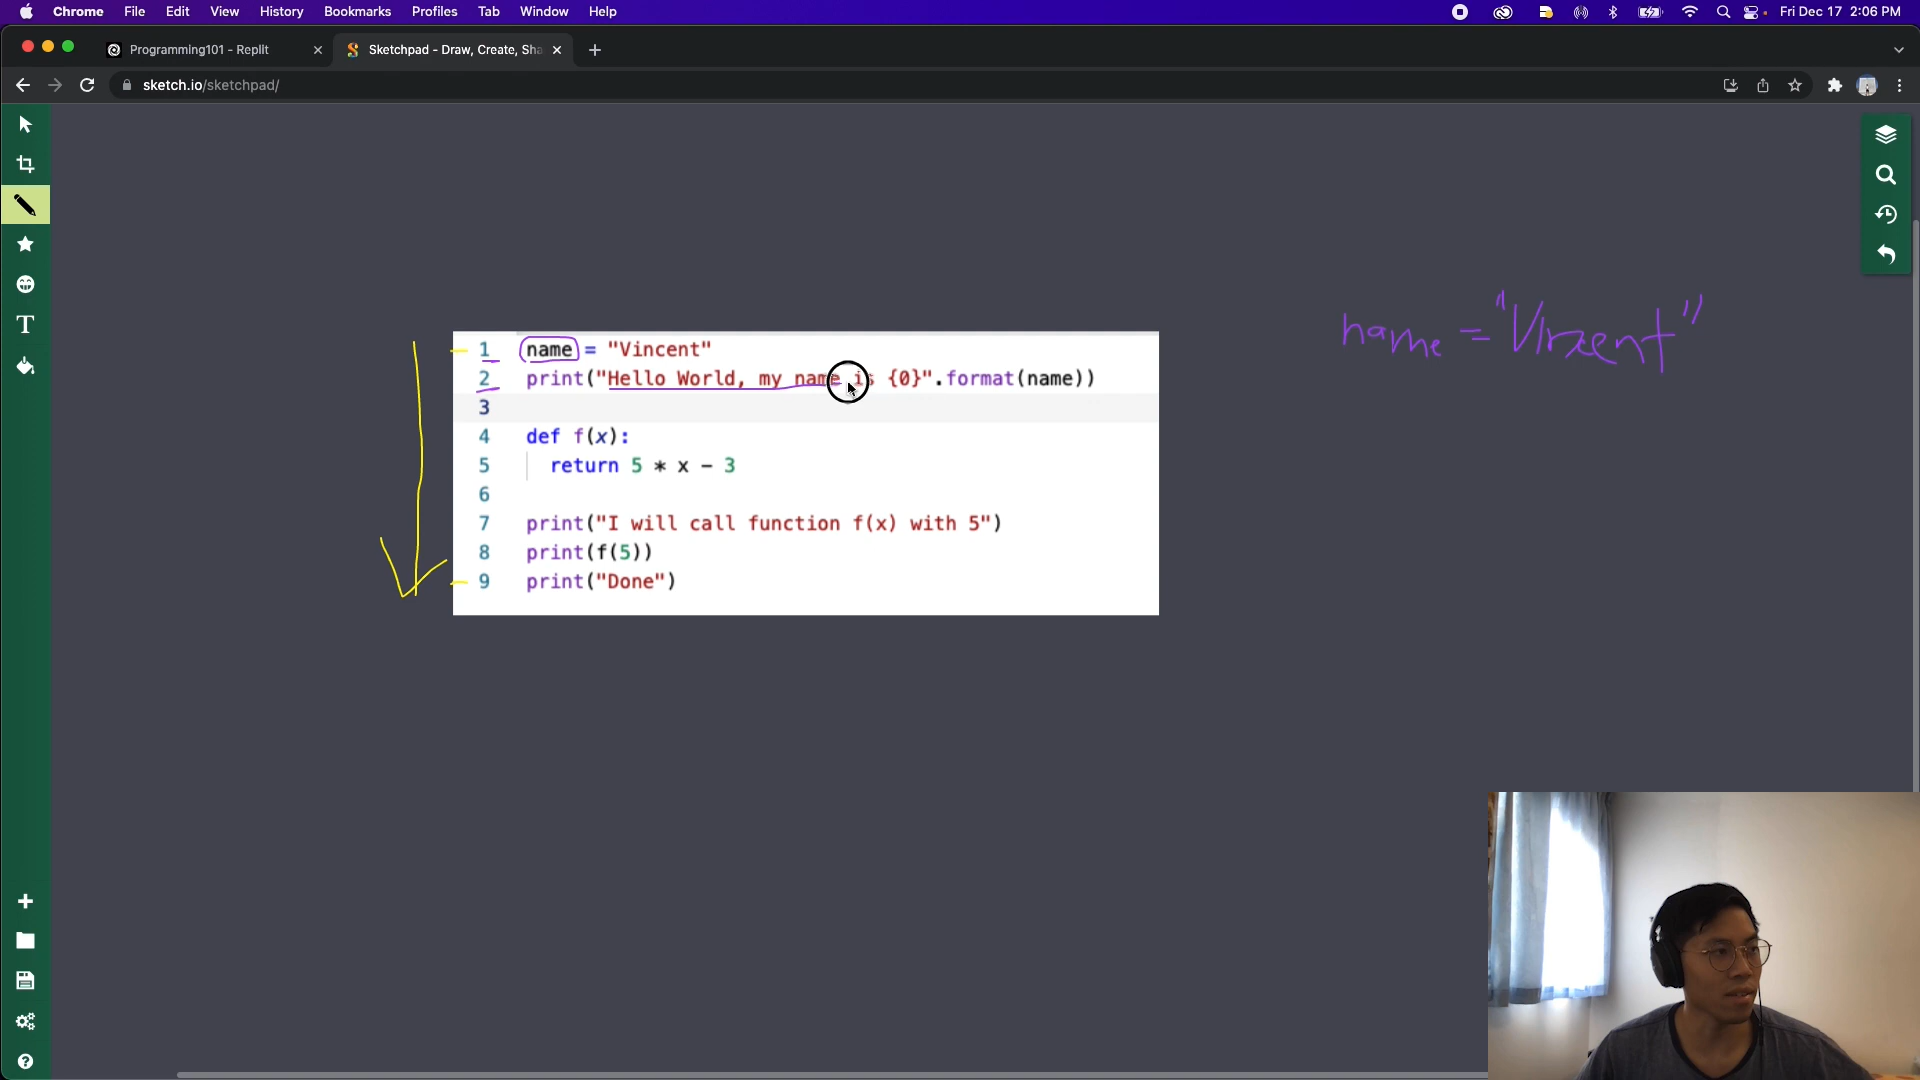 Chrome File Edit View History Bookmarks Profiles Tab Window Help Fri Dec 17 2:06 PM
Programming101 - Replit Sketchpad - Draw, Create, Sha
sketch.io/sketchpad/
name = "Vincent"
1 name = "Vincent"
2 print("Hello World, my name is {0}".format(name))
3
4 def f(x):
5 return 5 * x - 3
6
7 print("I will call function f(x) with 5")
8 print(f(5))
9 print("Done")